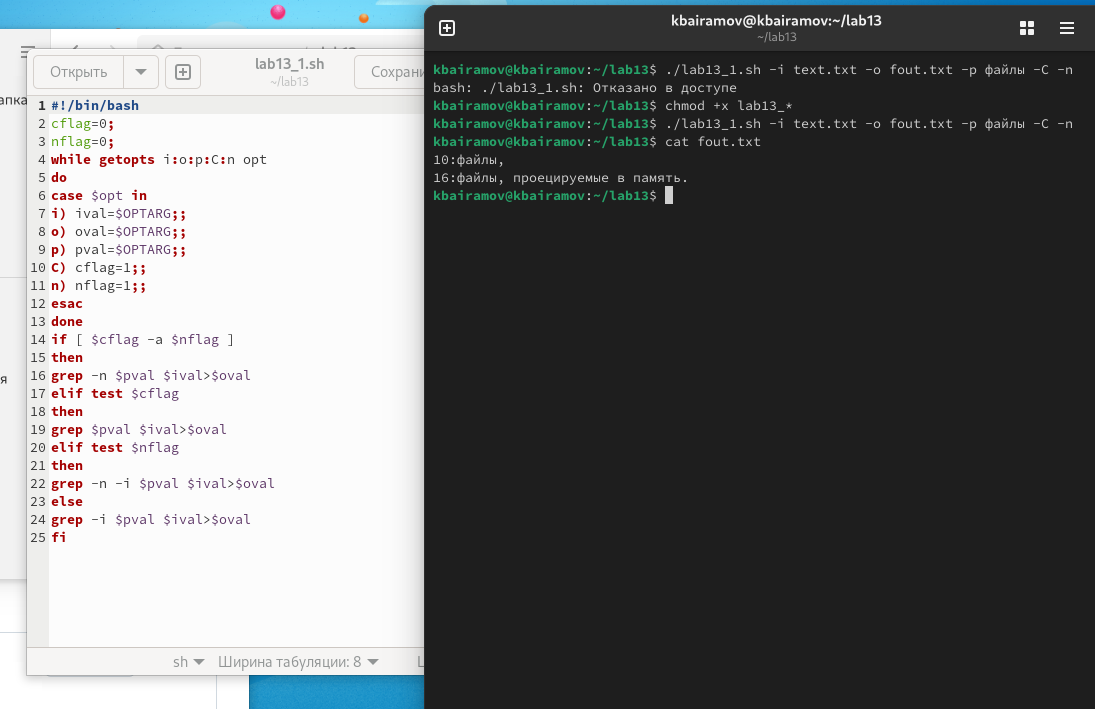 Открыть
lab13_1.sh
~/lab13
1 #!/bin/bash
2 cflag=0;
3 nflag=0;
4 while getopts i:o:p:C:n opt
5 do
6 case $opt in
7 i) ival=$OPTARG;;
8 o) oval=$OPTARG;;
9 p) pval=$OPTARG;;
10 C) cflag=1;;
11 n) nflag=1;;
12 esac
13 done
14 if [ $cflag -a $nflag ]
15 then
16 grep -n $pval $ival>$oval
17 elif test $cflag
18 then
19 grep $pval $ival>$oval
20 elif test $nflag
21 then
22 grep -n -i $pval $ival>$oval
23 else
24 grep -i $pval $ival>$oval
25 fi
sh Ширина табуляции: 8
kbairamov@kbairamov:~/lab13
~/lab13
kbairamov@kbairamov:~/lab13$ ./lab13_1.sh -i text.txt -o fout.txt -p файлы -C -n
bash: ./lab13_1.sh: Отказано в доступе
kbairamov@kbairamov:~/lab13$ chmod +x lab13_*
kbairamov@kbairamov:~/lab13$ ./lab13_1.sh -i text.txt -o fout.txt -p файлы -C -n
kbairamov@kbairamov:~/lab13$ cat fout.txt
10:файлы,
16:файлы, проецируемые в память.
kbairamov@kbairamov:~/lab13$